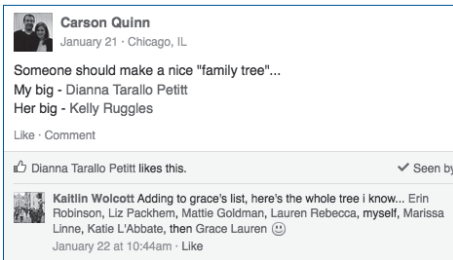 Carson Quinn
January 21 · Chicago, IL
Someone should make a nice "family tree"...
My big - Dianna Tarallo Petitt
Her big - Kelly Ruggles
Like · Comment
Dianna Tarallo Petitt likes this.
Seen by
Kaitlin Wolcott Adding to grace's list, here's the whole tree i know... Erin
Robinson, Liz Packhem, Mattie Goldman, Lauren Rebecca, myself, Marissa
Linne, Katie L'Abbate, then Grace Lauren
January 22 at 10:44am · Like